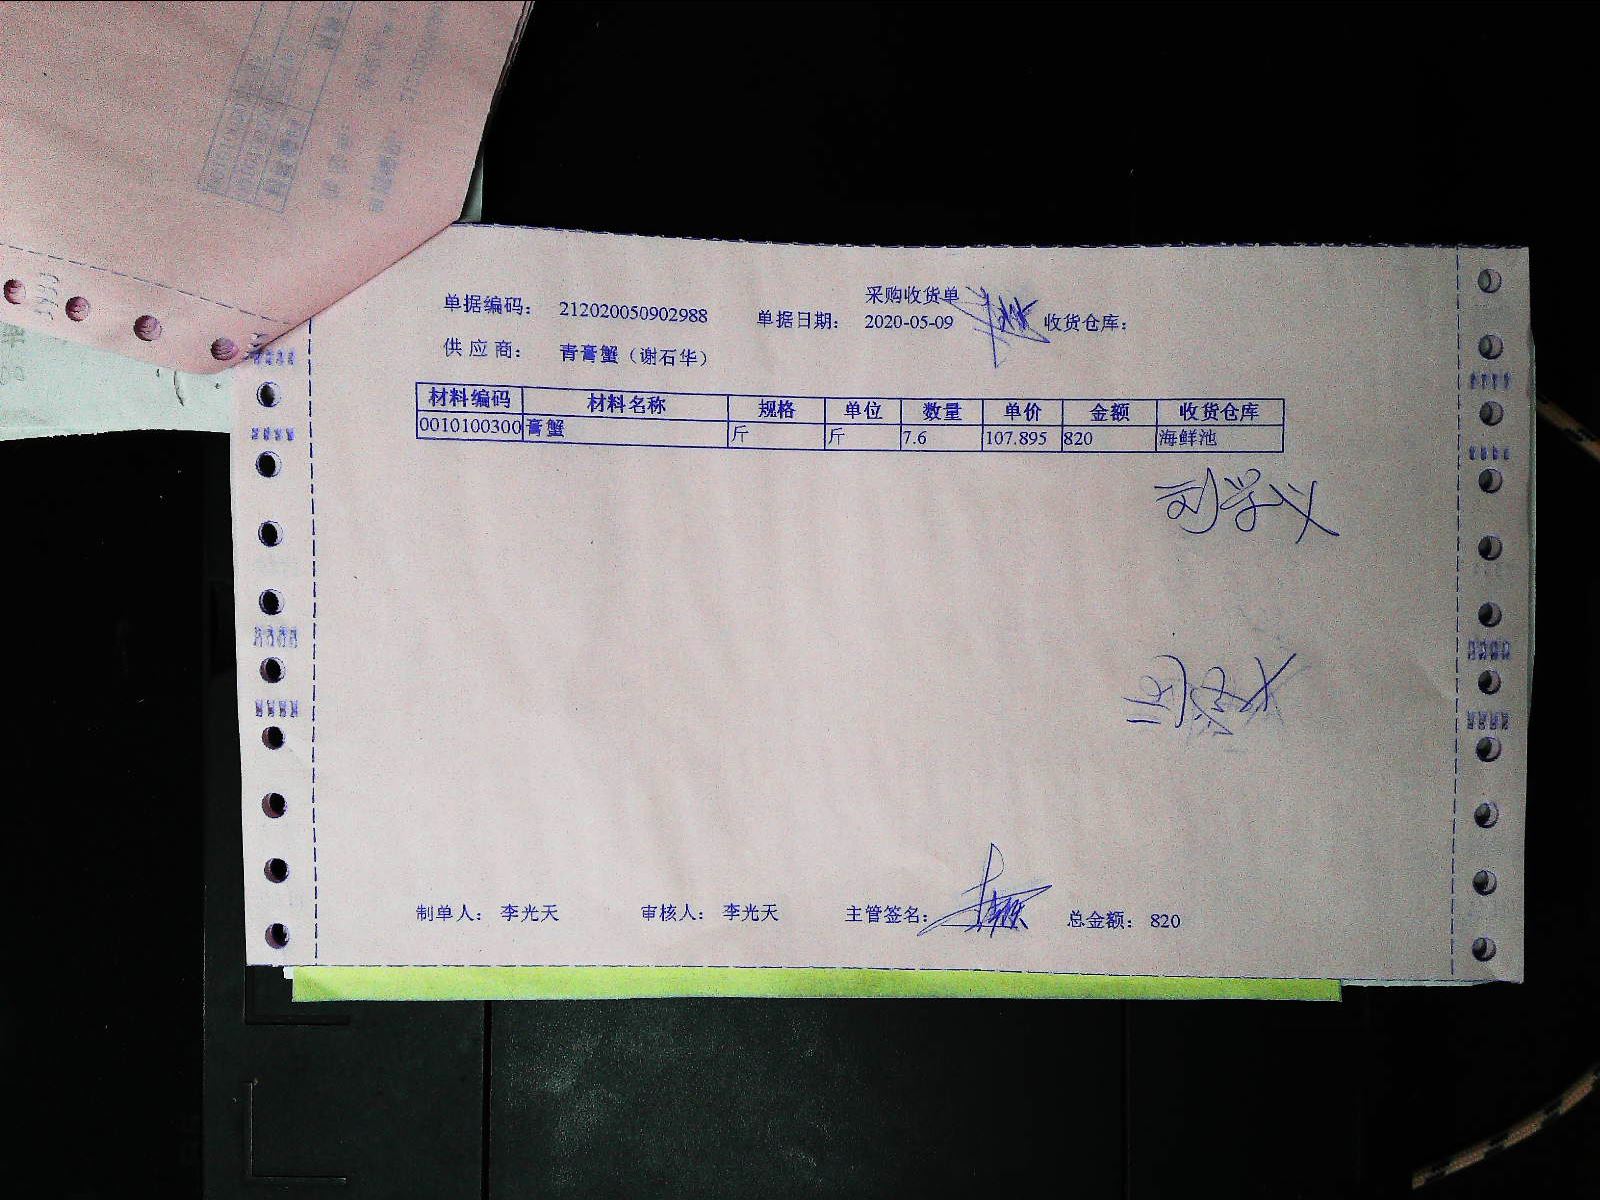 采购收货单
单据编码： 212020050902988 单据日期： 2020-05-09 收货仓库：
供应商： 青膏蟹（谢石华）
材料编码 材料名称 规格 单位 数量 单价 金额 收货仓库
0010100300 膏蟹 斤 斤 7.6 107.895 820 海鲜池
刘学义
制单人： 李光天 审核人： 李光天 主管签名： 总金额： 820